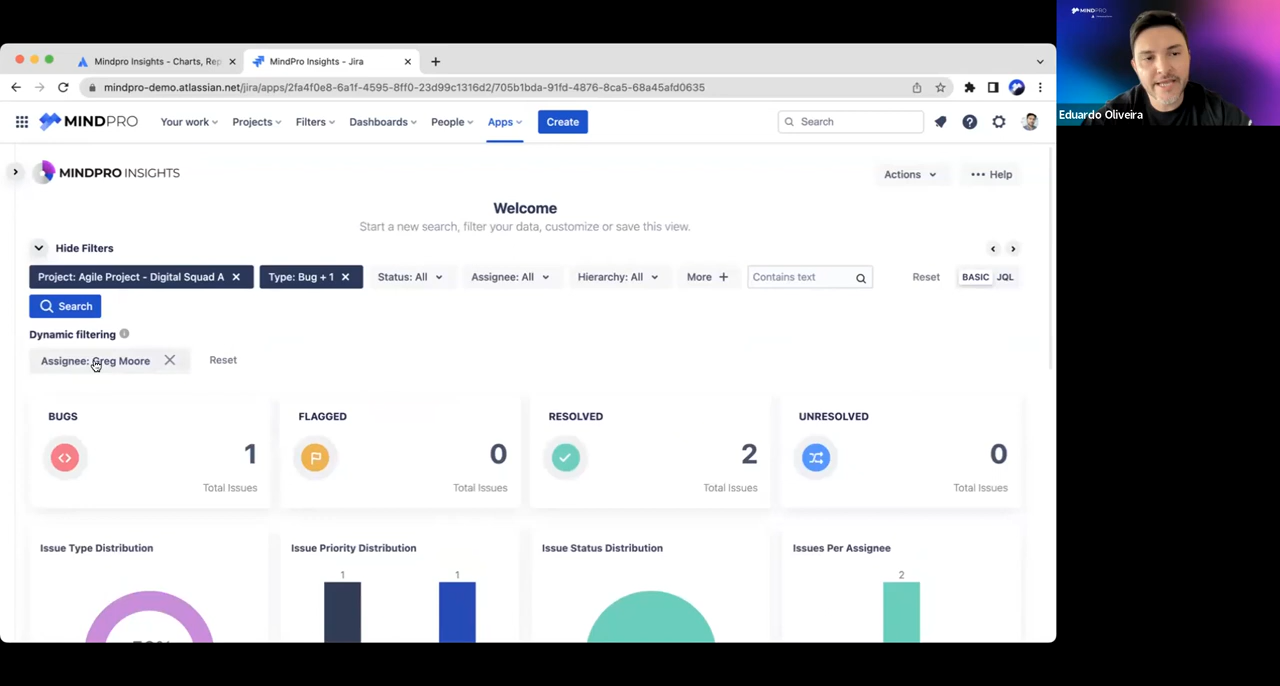 MINDPRO
Mindpro Insights - Charts, Rep
MindPro Insights - Jira
mindpro-demo.atlassian.net/jira/apps/2fa4f0e8-6a1f-4595-8ff0-23d99c1316d2/705b1bda-91fd-4876-8ca5-68a45afd0635
Eduardo Oliveira
MINDPRO Your work Projects Filters Dashboards People Apps Create Search
MINDPRO INSIGHTS
Actions
Help
Welcome
Start a new search, filter your data, customize or save this view.
Hide Filters
Project: Agile Project - Digital Squad A Type: Bug + 1 Status: All Assignee: All Hierarchy: All More + Contains text Reset BASIC JQL
Search
Dynamic filtering
Assignee: Greg Moore Reset
BUGS
1
Total Issues
FLAGGED
0
Total Issues
RESOLVED
2
Total Issues
UNRESOLVED
0
Total Issues
Issue Type Distribution
Issue Priority Distribution
1 1
Issue Status Distribution
Issues Per Assignee
2